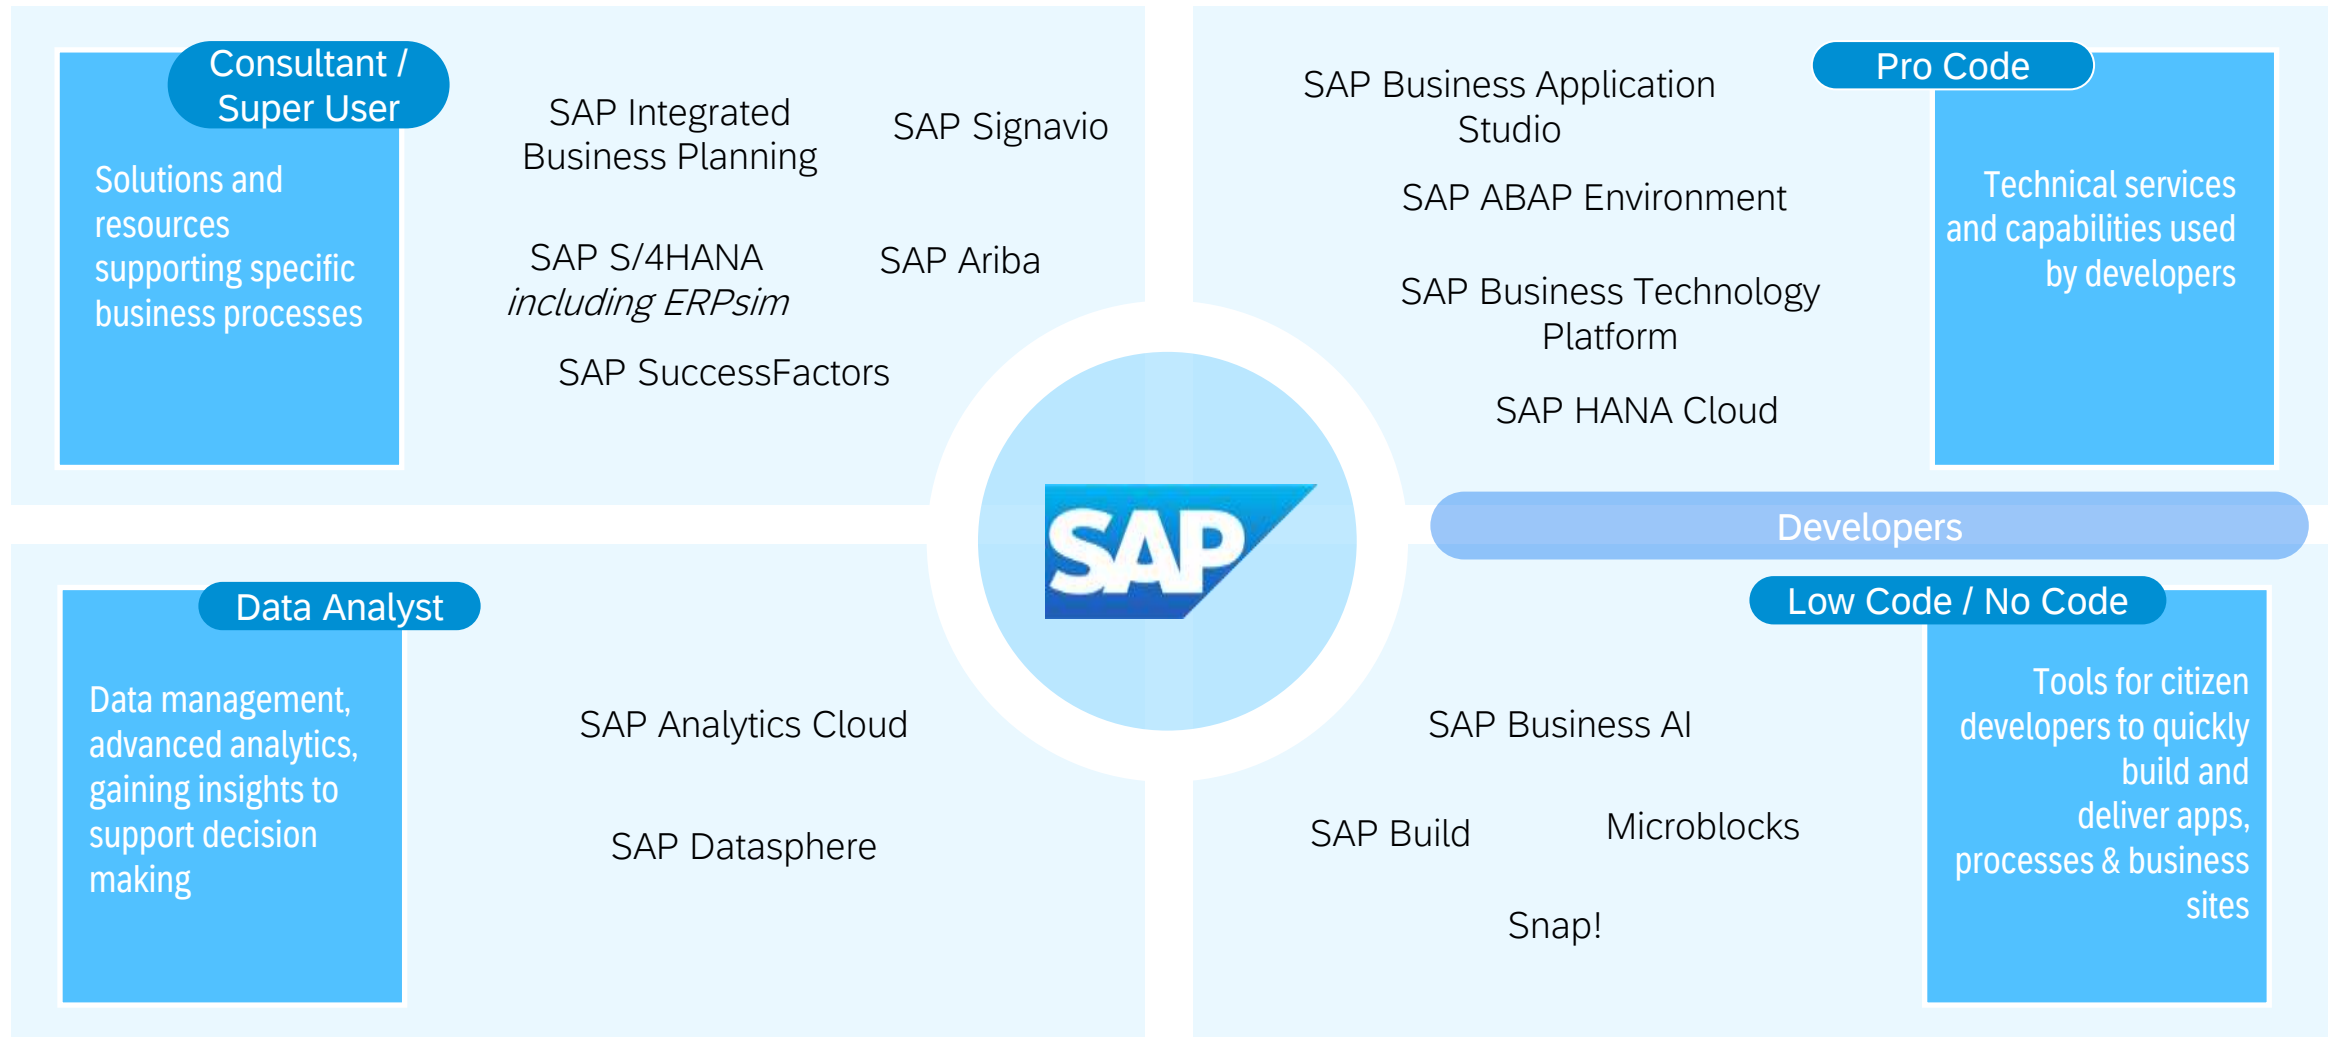 Consultant /
Super User
Solutions and
resources
supporting specific
business processes
SAP Integrated
Business Planning
SAP Signavio
SAP S/4HANA
including ERPsim
SAP Ariba
SAP SuccessFactors
Pro Code
SAP Business Application
Studio
SAP ABAP Environment
SAP Business Technology
Platform
SAP HANA Cloud
Technical services
and capabilities used
by developers
SAP
Developers
Data Analyst
Data management,
advanced analytics,
gaining insights to
support decision
making
SAP Analytics Cloud
SAP Datasphere
Low Code / No Code
SAP Business AI
SAP Build
Microblocks
Snap!
Tools for citizen
developers to quickly
build and
deliver apps,
processes & business
sites